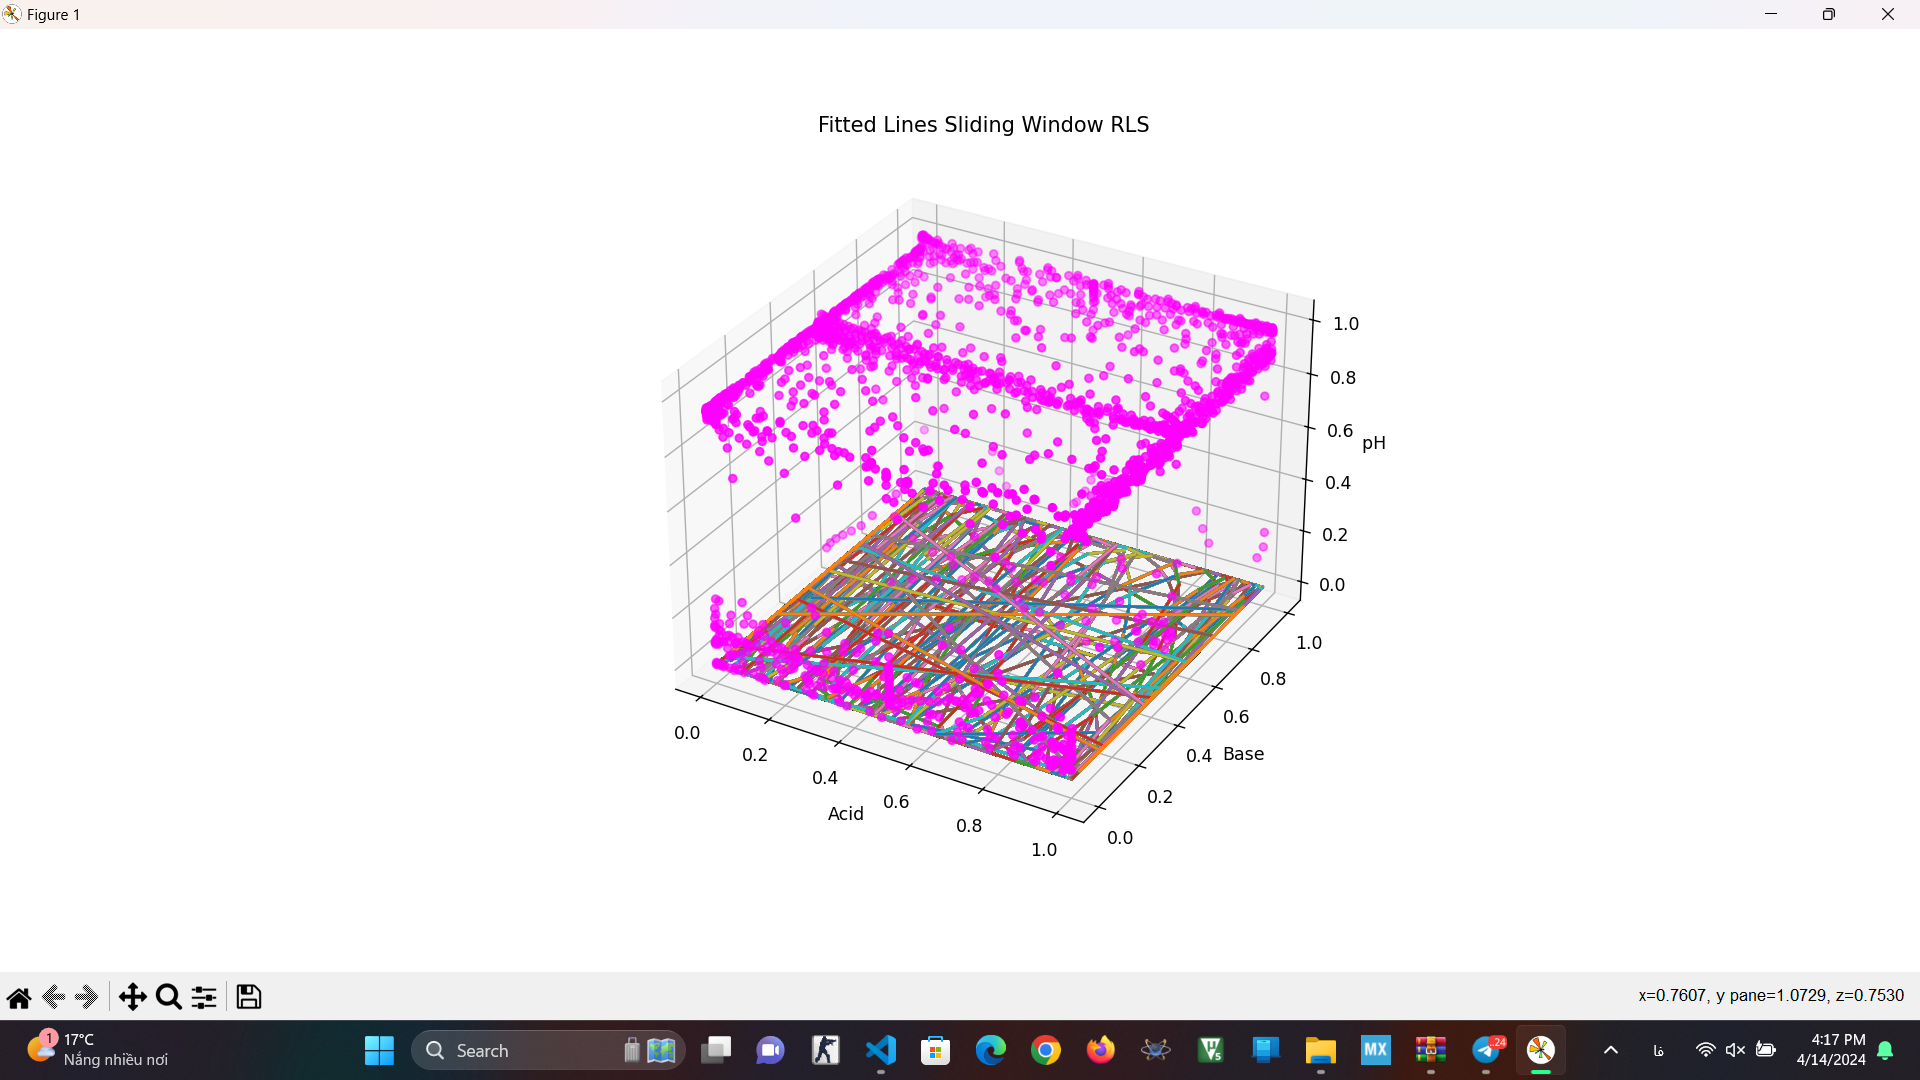 Figure 1
Fitted Lines Sliding Window RLS
1.0
0.8
0.6
pH
0.4
0.2
0.0
0.0
0.2
0.4
0.6
0.8
1.0
Acid
0.0
0.2
0.4
0.6
0.8
1.0
Base
x=0.7607, y pane=1.0729, z=0.7530
1
17°C
Nắng nhiều nơi
Search
5
MX
24
فا
4:17 PM
4/14/2024